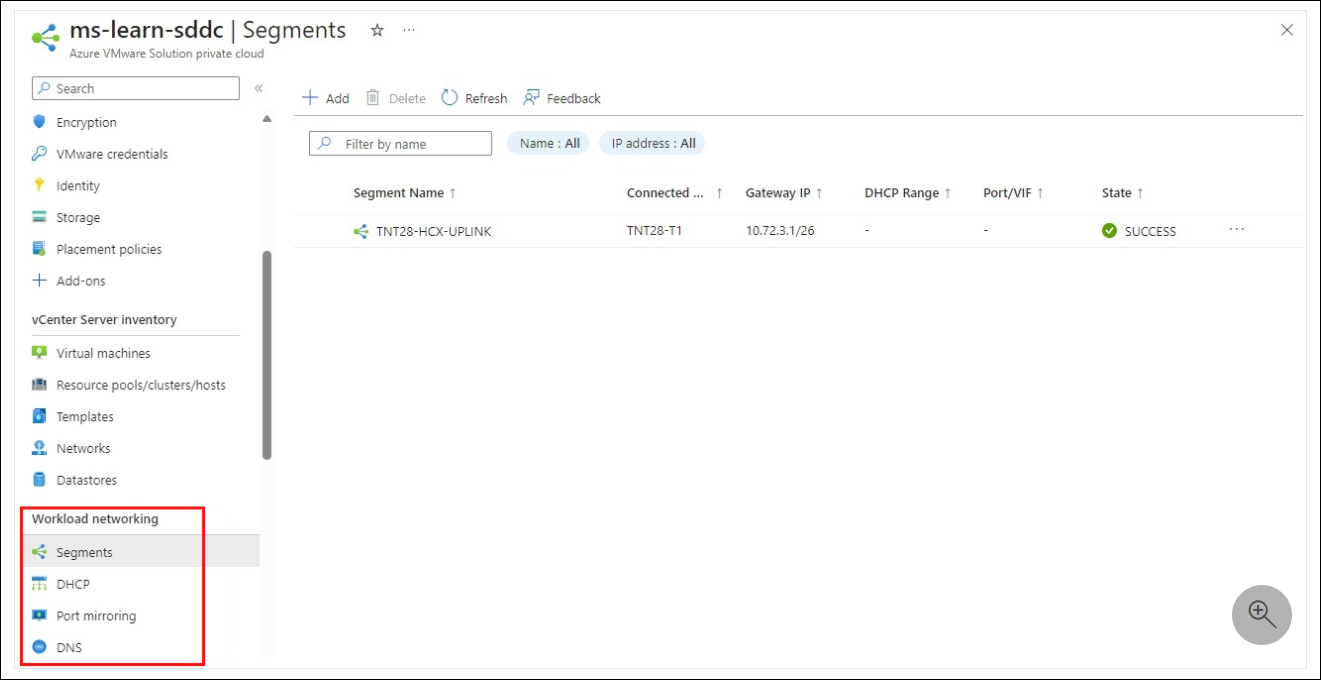 ms-learn-sddc | Segments
Azure VMware Solution private cloud
Search
Encryption
VMware credentials
Identity
Storage
Placement policies
Add-ons
vCenter Server inventory
Virtual machines
Resource pools/clusters/hosts
Templates
Networks
Datastores
Workload networking
Segments
DHCP
Port mirroring
DNS
Add Delete Refresh Feedback
Filter by name Name : All IP address : All
Segment Name ↑ Connected ... ↑ Gateway IP ↑ DHCP Range ↑ Port/VIF ↑ State ↑
TNT28-HCX-UPLINK TNT28-T1 10.72.3.1/26 - - SUCCESS ...